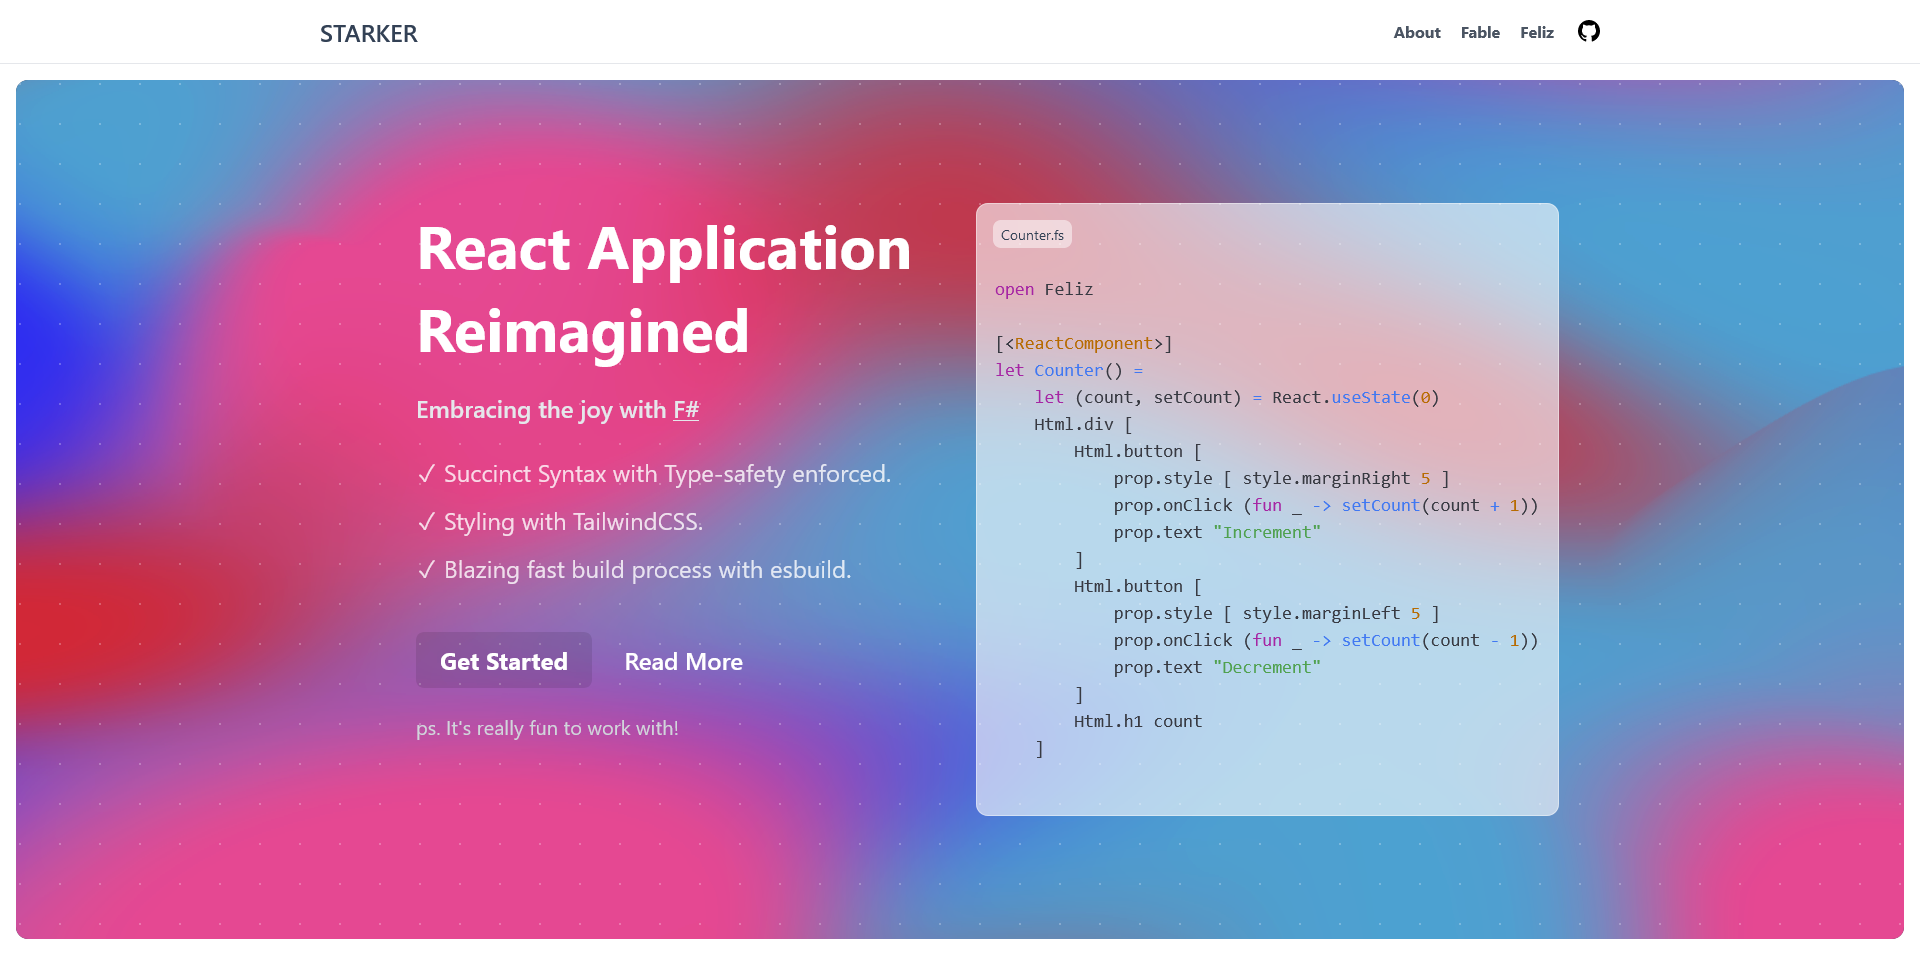 STARKER
About Fable Feliz
React Application
Reimagined
Embracing the joy with F#
✓ Succinct Syntax with Type-safety enforced.
✓ Styling with TailwindCSS.
✓ Blazing fast build process with esbuild.
Get Started Read More
ps. It's really fun to work with!
Counter.fs
open Feliz
[<ReactComponent>]
let Counter() =
    let (count, setCount) = React.useState(0)
    Html.div [
        Html.button [
            prop.style [ style.marginRight 5 ]
            prop.onClick (fun _ -> setCount(count + 1))
            prop.text "Increment"
        ]
        Html.button [
            prop.style [ style.marginLeft 5 ]
            prop.onClick (fun _ -> setCount(count - 1))
            prop.text "Decrement"
        ]
        Html.h1 count
    ]